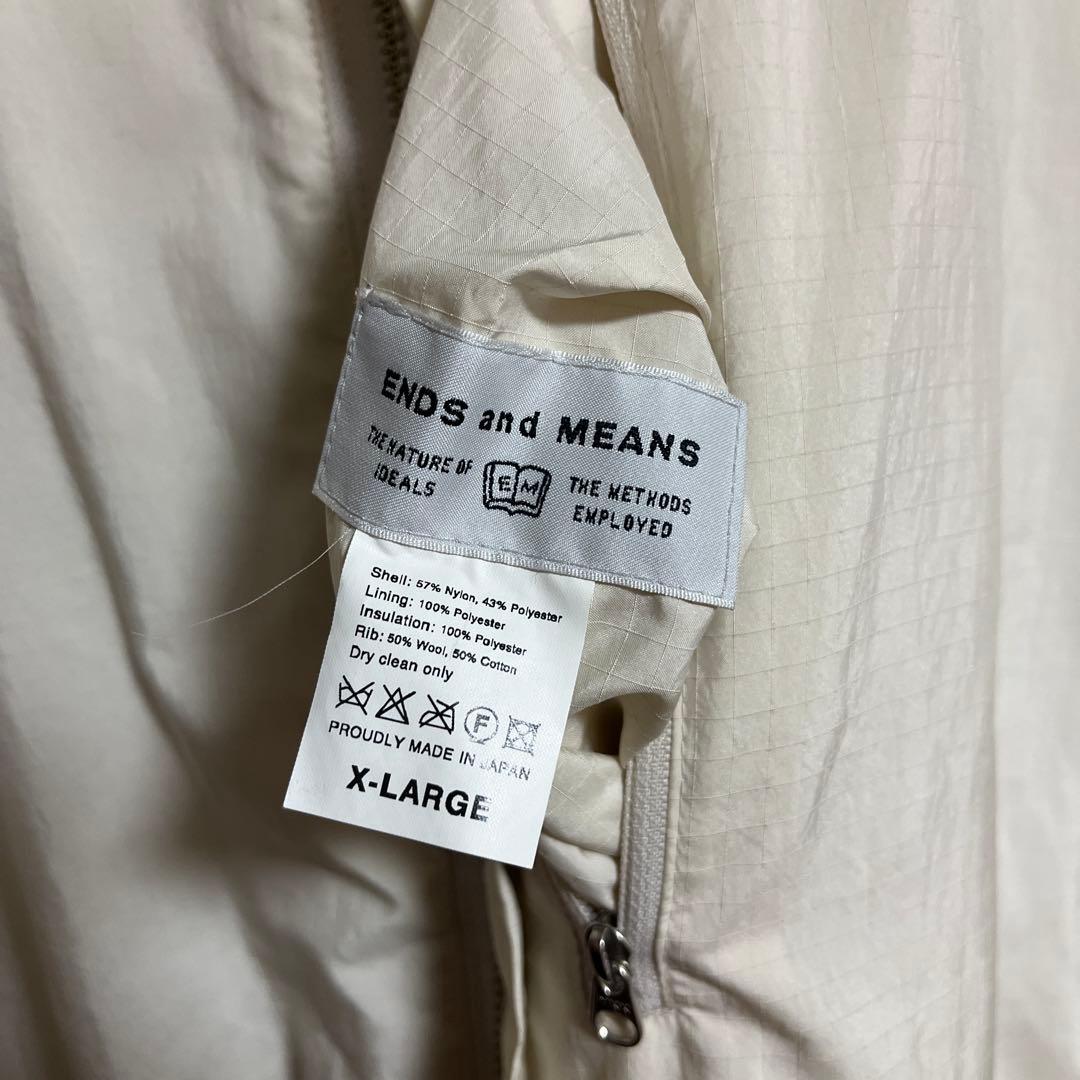 ENDS and MEANS
THE NATURE OF
IDEALS
E M
THE METHODS
EMPLOYED
Shell: 57% Nylon, 43% Polyester
Lining: 100% Polyester
Insulation: 100% Polyester
Rib: 50% Wool, 50% Cotton
Dry clean only
F
PROUDLY MADE IN JAPAN
X-LARGE